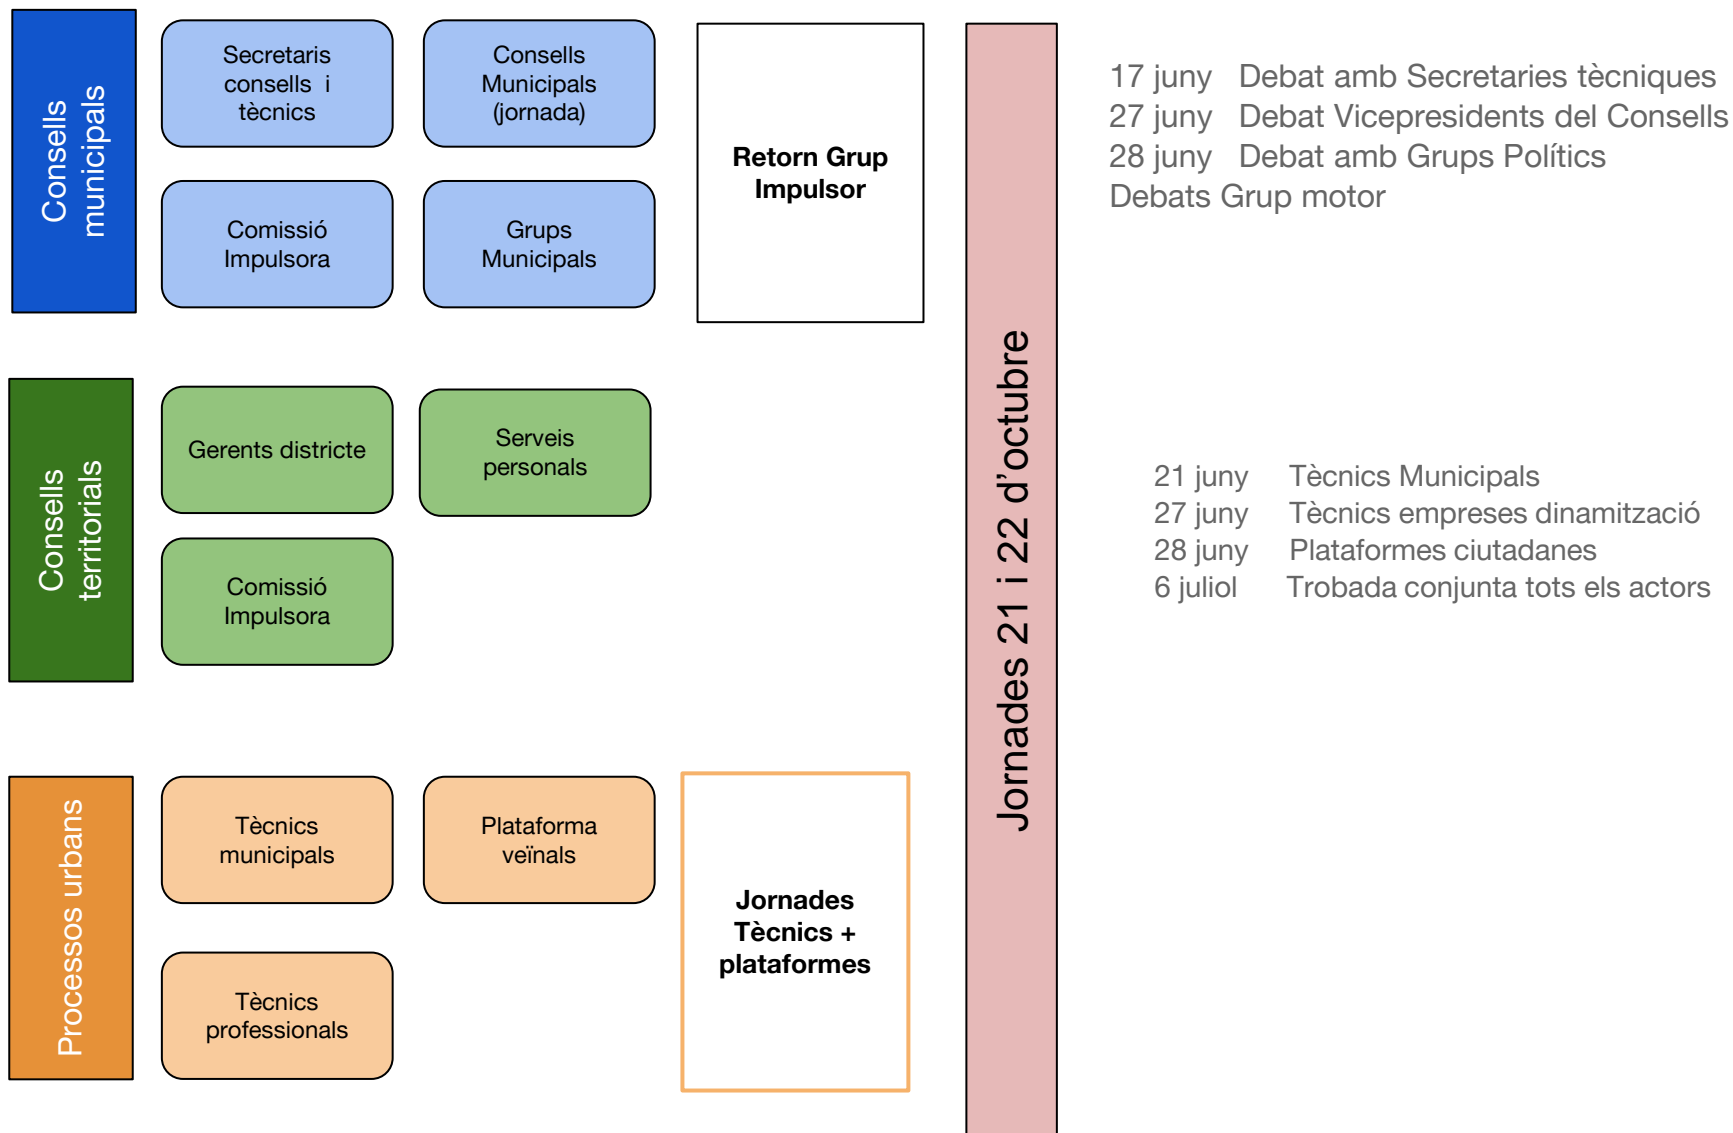 Consells
municipals
Secretaris
consells i
tècnics
Consells
Municipals
(jornada)
Comissió
Impulsora
Grups
Municipals
Retorn Grup
Impulsor
Consells
territorials
Gerents districte
Serveis
personals
Comissió
Impulsora
Processos urbans
Tècnics
municipals
Plataforma
veïnals
Tècnics
professionals
Jornades
Tècnics +
plataformes
Jornades 21 i 22 d’octubre
17 juny Debat amb Secretaries tècniques
27 juny Debat Vicepresidents del Consells
28 juny Debat amb Grups Polítics
Debats Grup motor
21 juny Tècnics Municipals
27 juny Tècnics empreses dinamització
28 juny Plataformes ciutadanes
6 juliol Trobada conjunta tots els actors